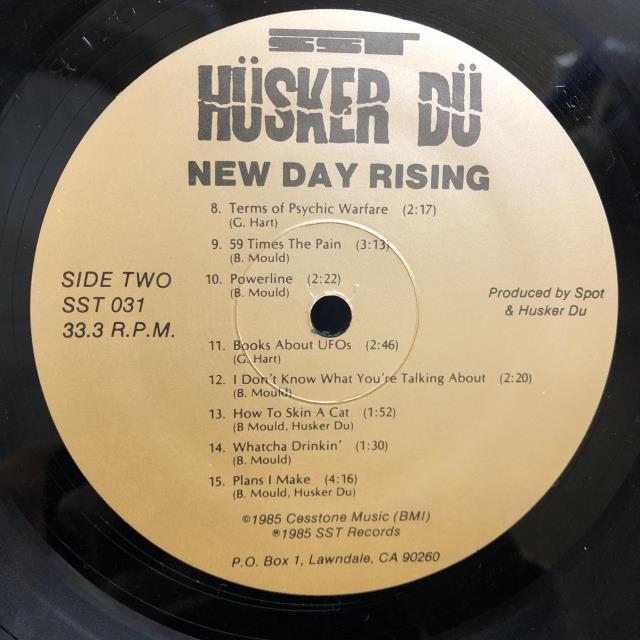 SST
HÜSKER DÜ
NEW DAY RISING
8. Terms of Psychic Warfare (2:17)
(G. Hart)
9. 59 Times The Pain (3:13)
(B. Mould)
10. Powerline (2:22)
(B. Mould)
SIDE TWO
SST 031
33.3 R.P.M.
Produced by Spot
& Husker Du
11. Books About UFOs (2:46)
(G. Hart)
12. I Don't Know What You're Talking About (2:20)
(B. Mould)
13. How To Skin A Cat (1:52)
(B Mould, Husker Du)
14. Whatcha Drinkin' (1:30)
(B. Mould)
15. Plans I Make (4:16)
(B. Mould, Husker Du)
©1985 Cesstone Music (BMI)
℗1985 SST Records
P.O. Box 1, Lawndale, CA 90260